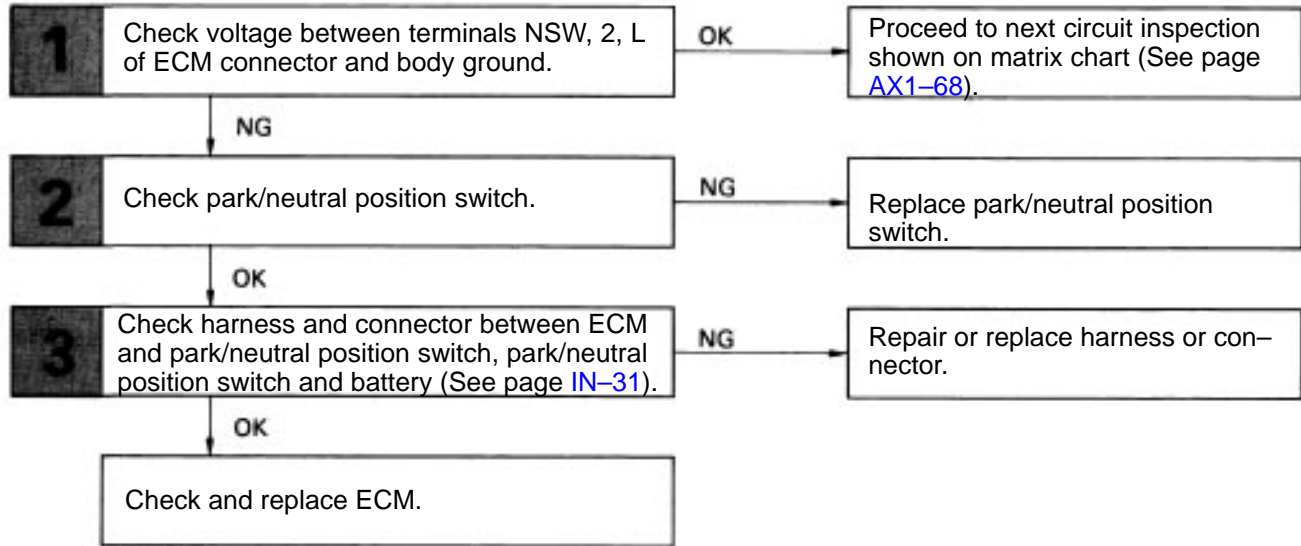 1
Check voltage between terminals NSW, 2, L
of ECM connector and body ground.
OK
Proceed to next circuit inspection
shown on matrix chart (See page
AX1–68).
NG
2
Check park/neutral position switch.
NG
Replace park/neutral position
switch.
OK
3
Check harness and connector between ECM
and park/neutral position switch, park/neutral
position switch and battery (See page IN–31).
NG
Repair or replace harness or con–
nector.
OK
Check and replace ECM.